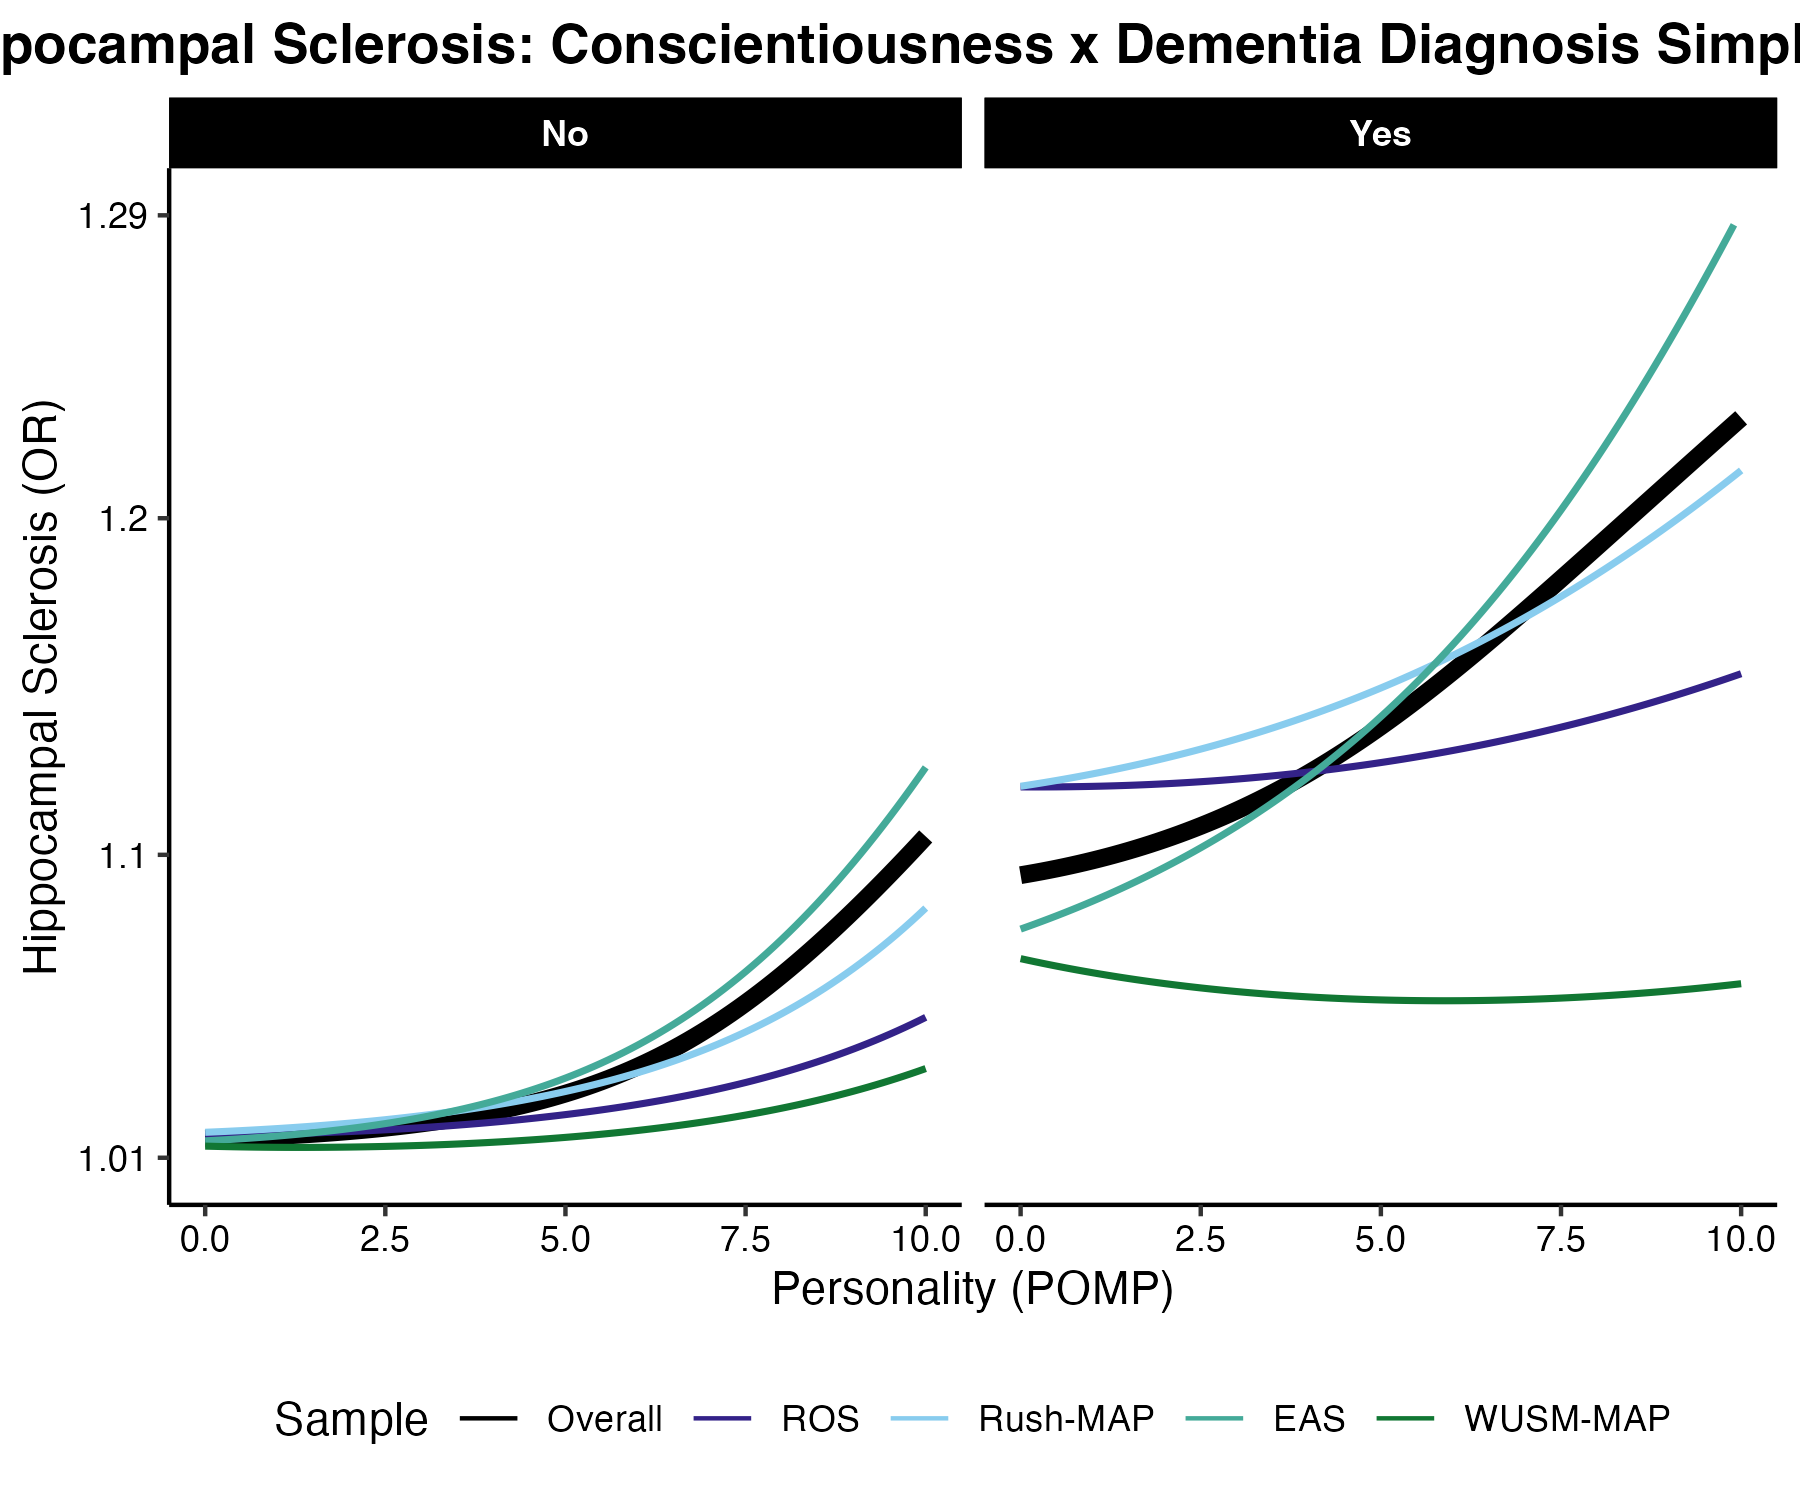 pocampal Sclerosis: Conscientiousness x Dementia Diagnosis Simpl
No Yes
Hippocampal Sclerosis (OR)
1.29
1.2
1.1
1.01
0.0 2.5 5.0 7.5 10.0 0.0 2.5 5.0 7.5 10.0
Personality (POMP)
Sample Overall ROS Rush-MAP EAS WUSM-MAP